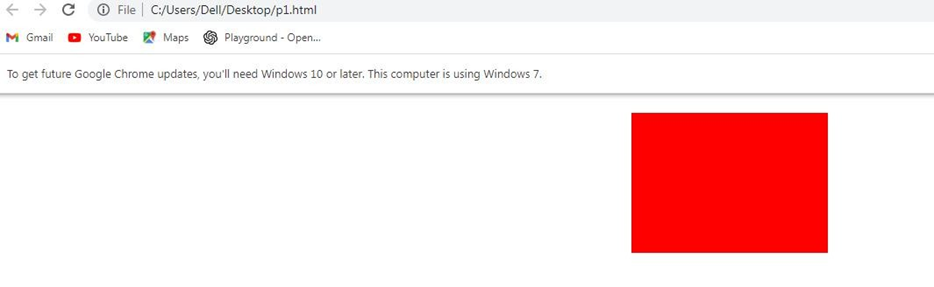 File C:/Users/Dell/Desktop/p1.html
Gmail YouTube Maps Playground - Open...
To get future Google Chrome updates, you'll need Windows 10 or later. This computer is using Windows 7.